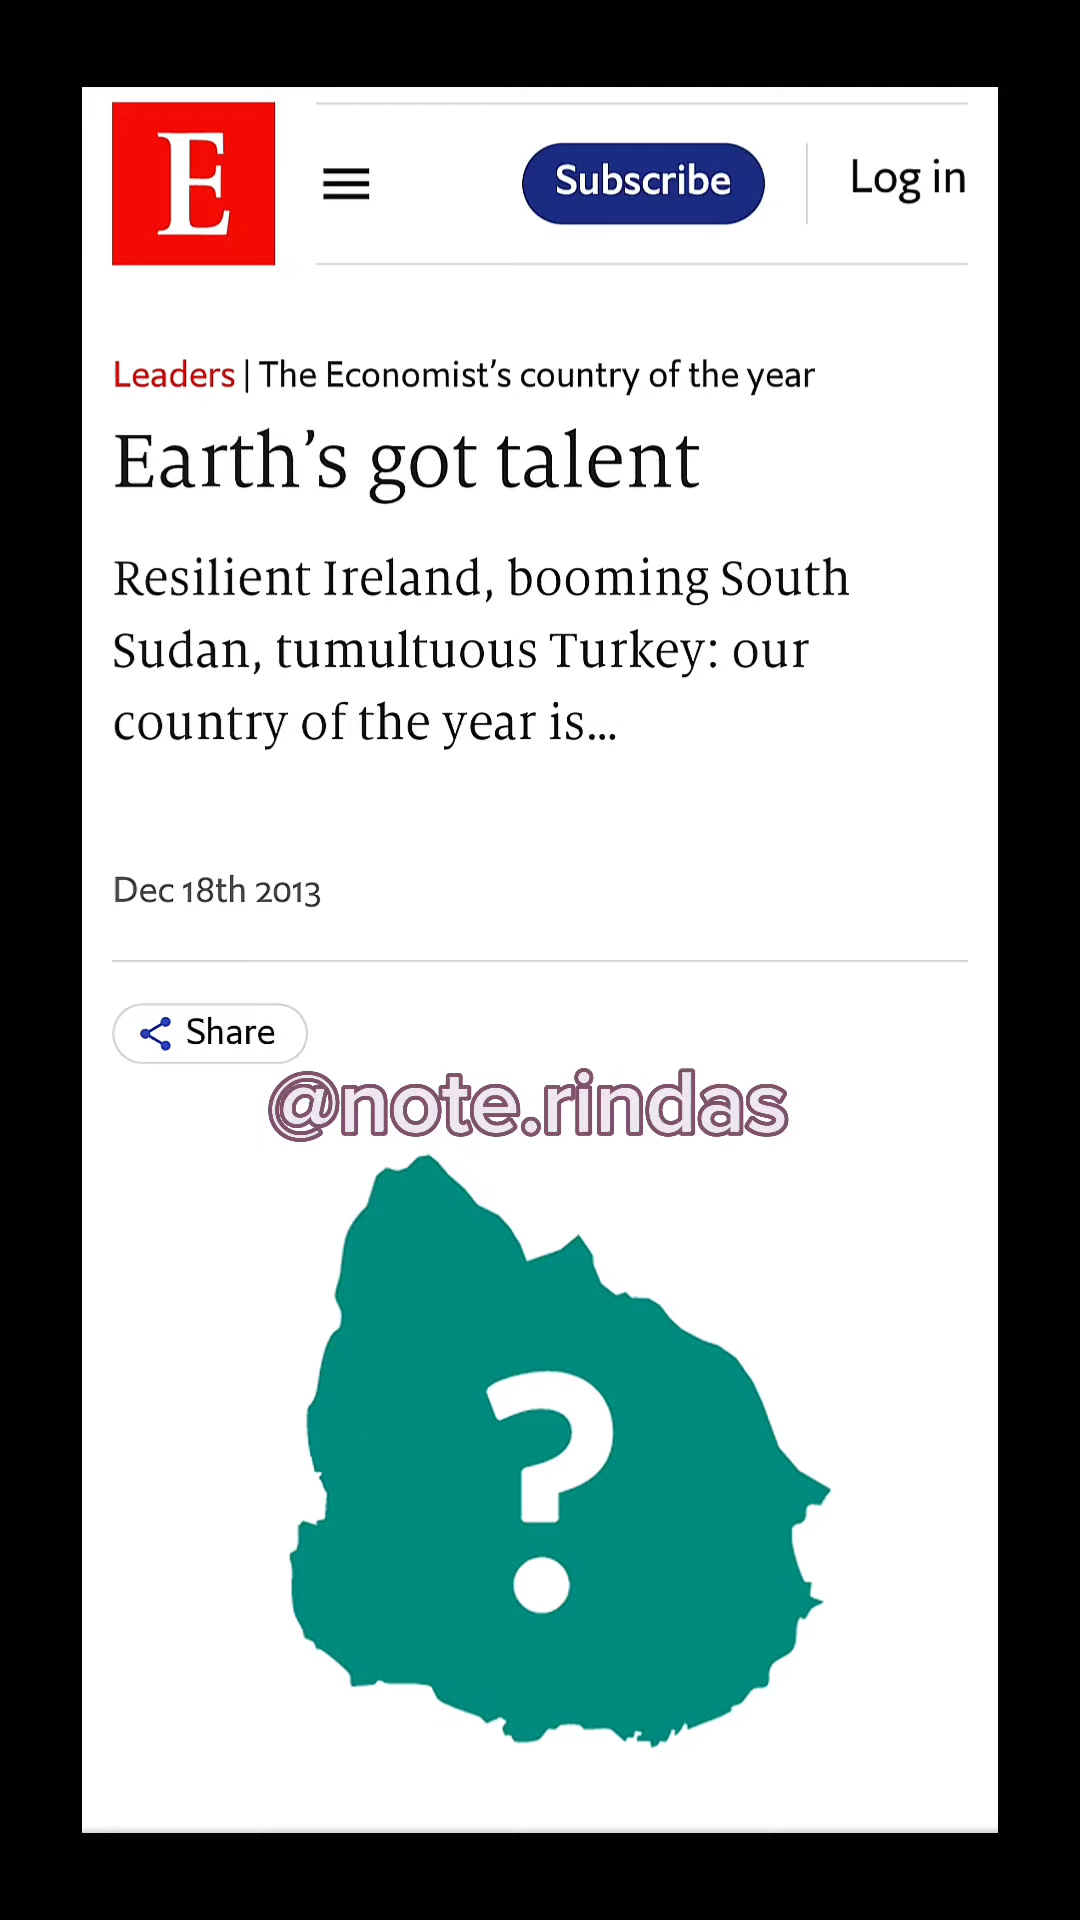 E
Subscribe
Log in
Leaders | The Economist’s country of the year
Earth’s got talent
Resilient Ireland, booming South
Sudan, tumultuous Turkey: our
country of the year is...
Dec 18th 2013
Share
@note.rindas
?